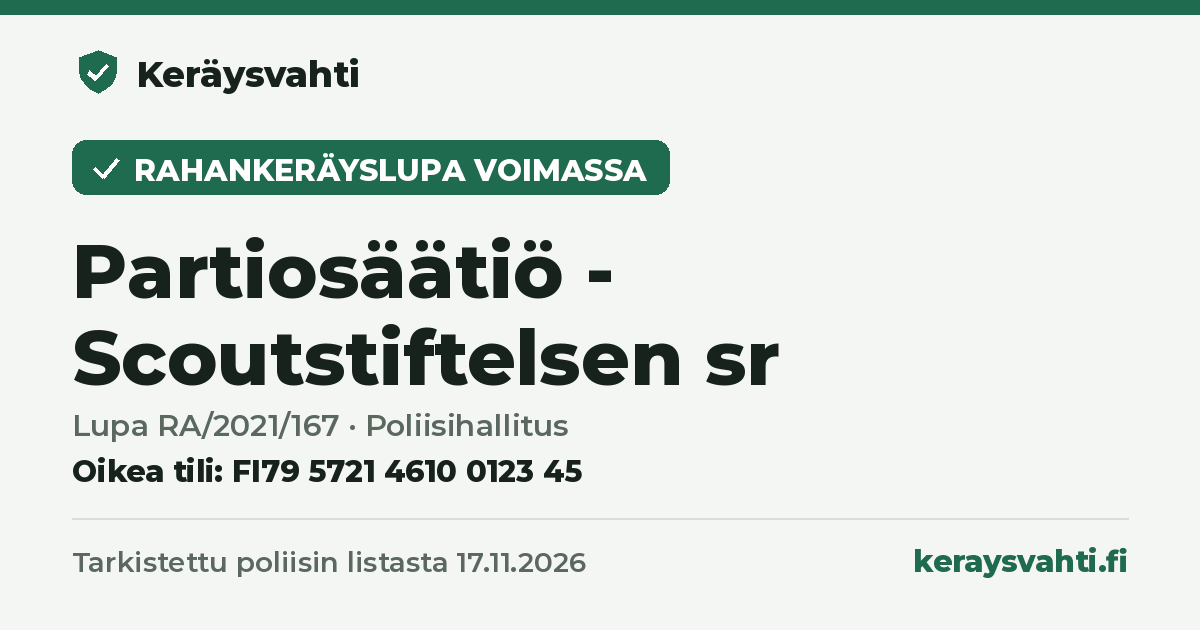 Keräysvahti
RAHANKERÄYSLUPA VOIMASSA
Partiosäätiö -
Scoutstiftelsen sr
Lupa RA/2021/167 · Poliisihallitus
Oikea tili: FI79 5721 4610 0123 45
Tarkistettu poliisin listasta 17.11.2026
keraysvahti.fi